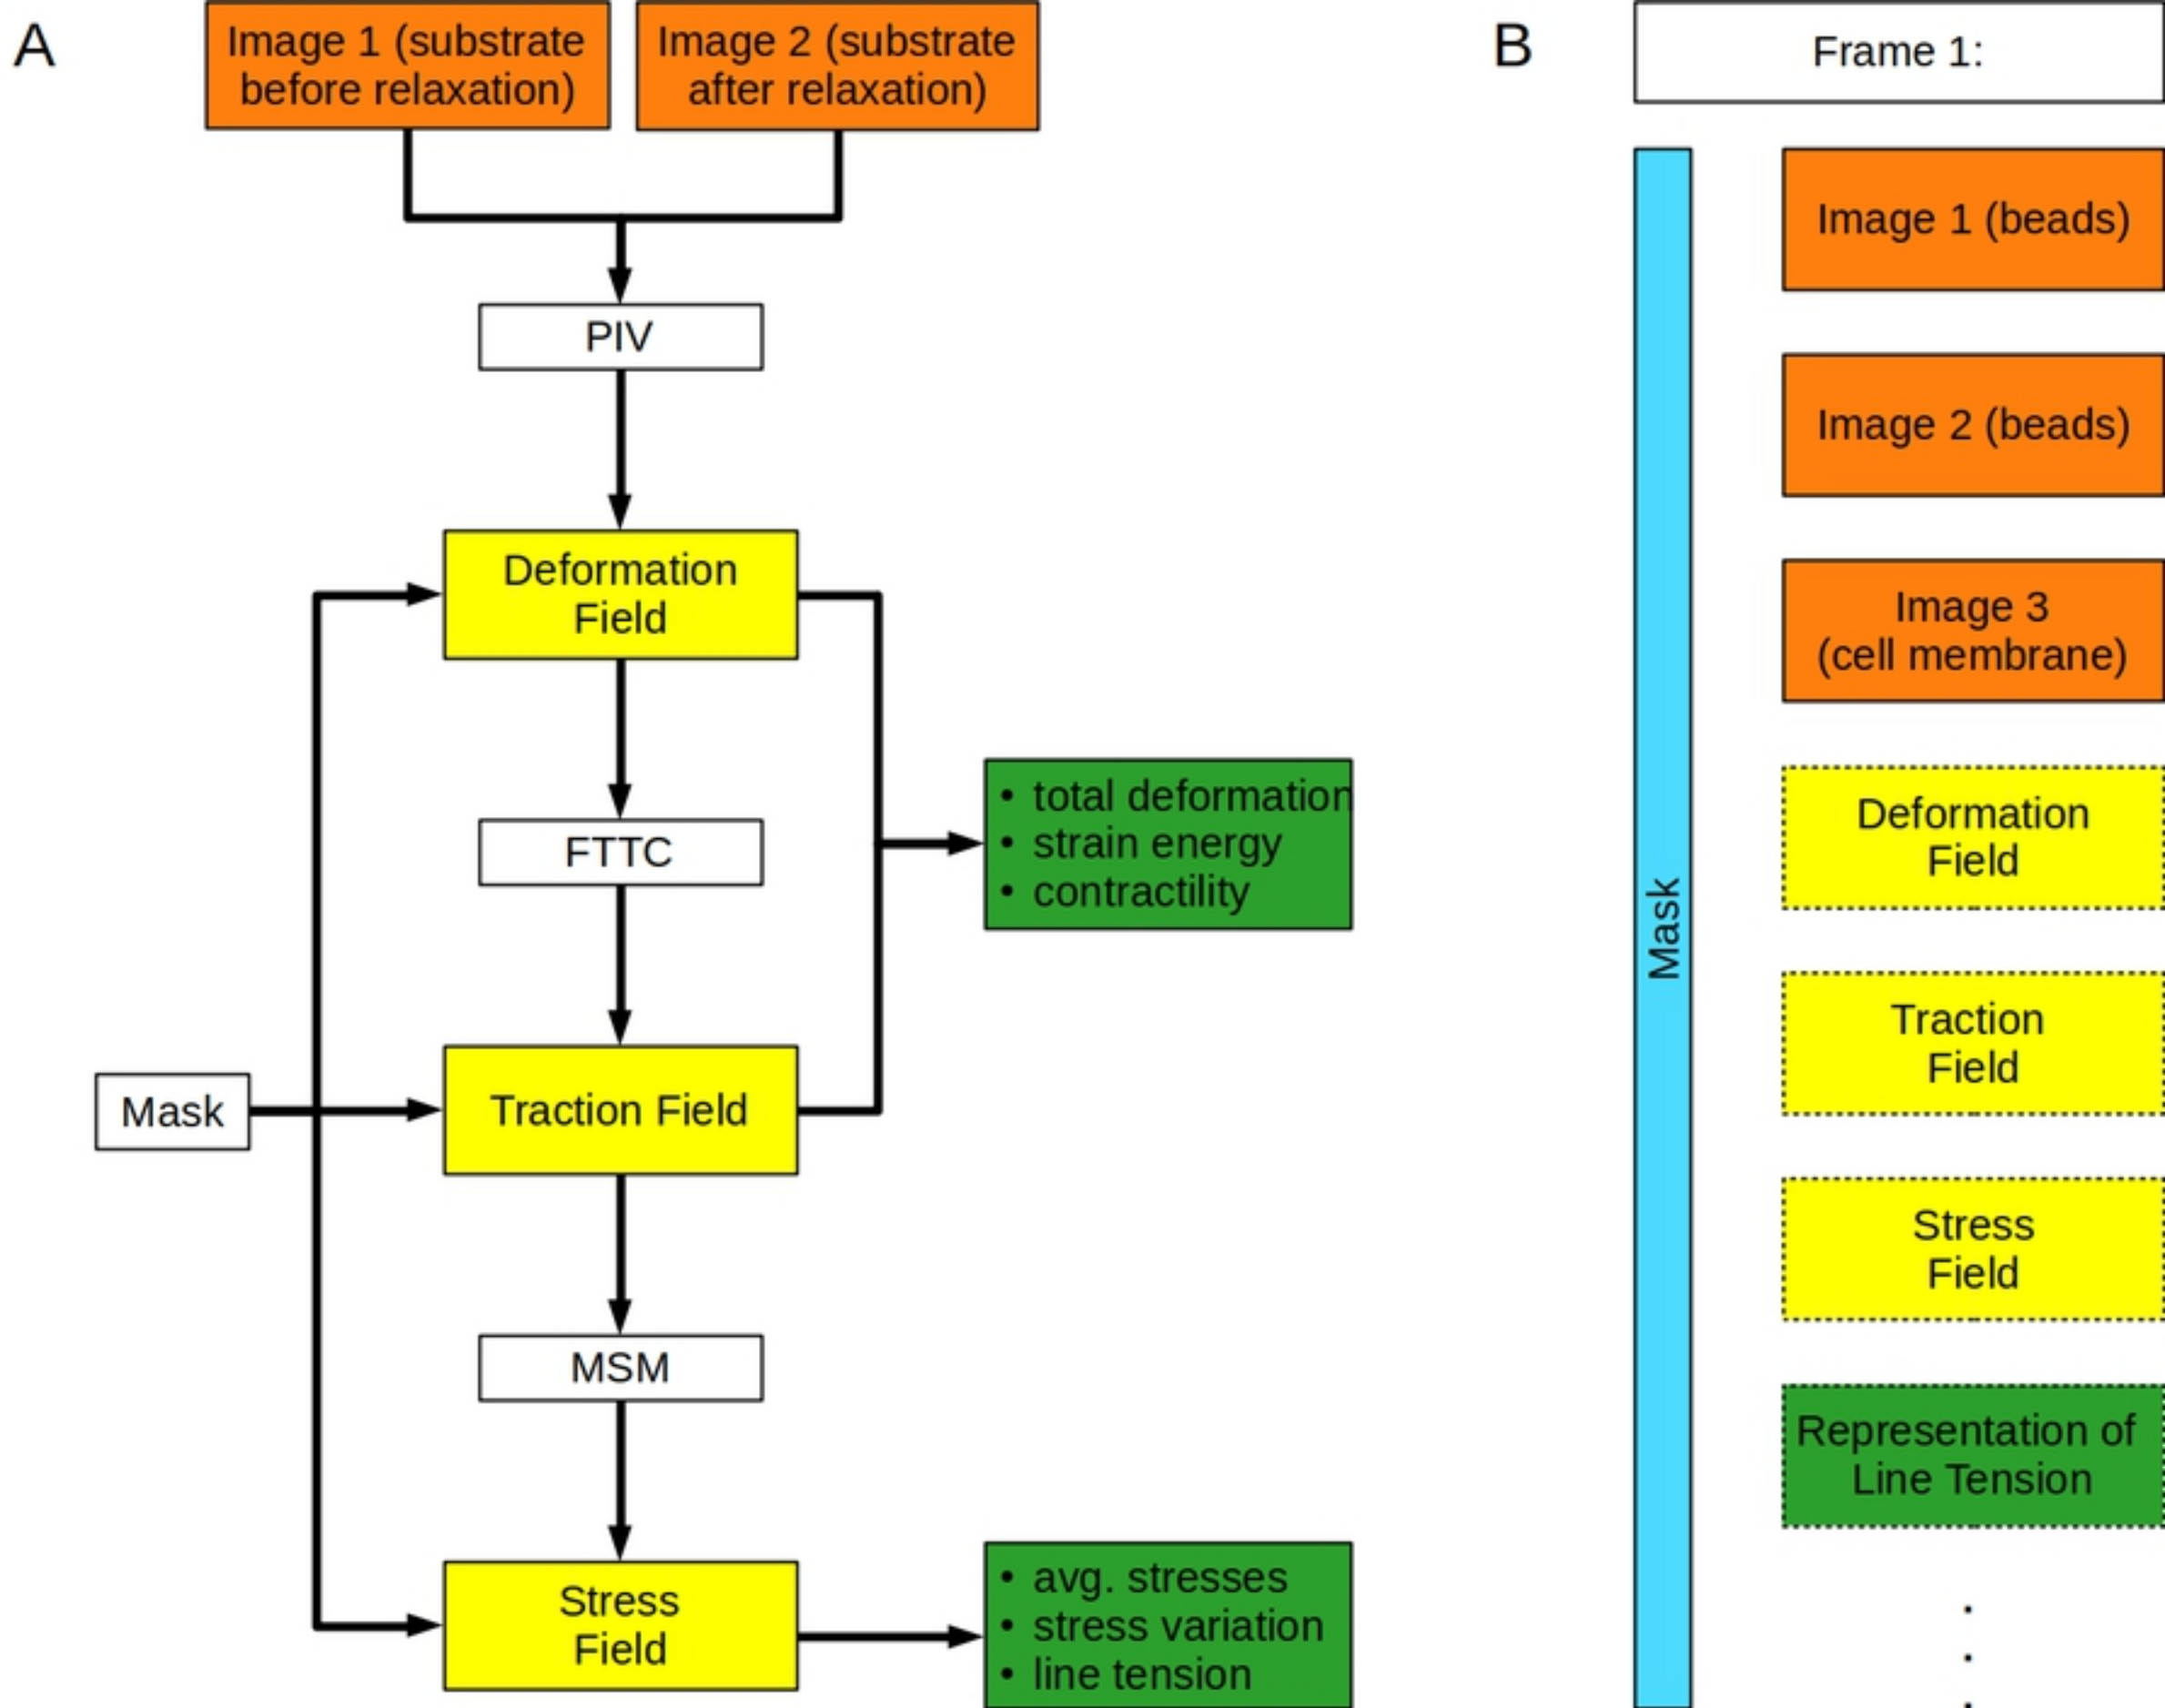 A
Image 1 (substrate
before relaxation)
Image 2 (substrate
after relaxation)
PIV
Deformation
Field
• total deformation
• strain energy
• contractility
FTTC
Mask
Traction Field
MSM
Stress
Field
• avg. stresses
• stress variation
• line tension
B
Frame 1:
Mask
Image 1 (beads)
Image 2 (beads)
Image 3
(cell membrane)
Deformation
Field
Traction
Field
Stress
Field
Representation of
Line Tension
.
.
.